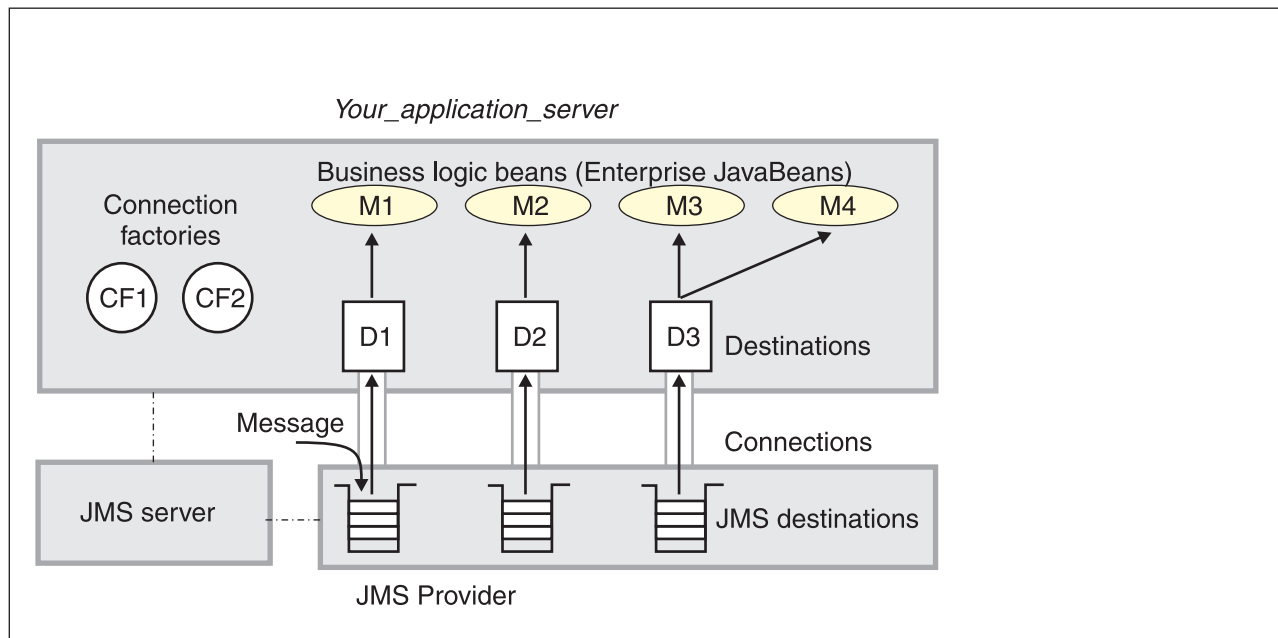 Your_application_server
Business logic beans (Enterprise JavaBeans)
Connection
factories
M1
M2
M3
M4
CF1
CF2
D1
D2
D3
Destinations
Message
Connections
JMS server
JMS destinations
JMS Provider